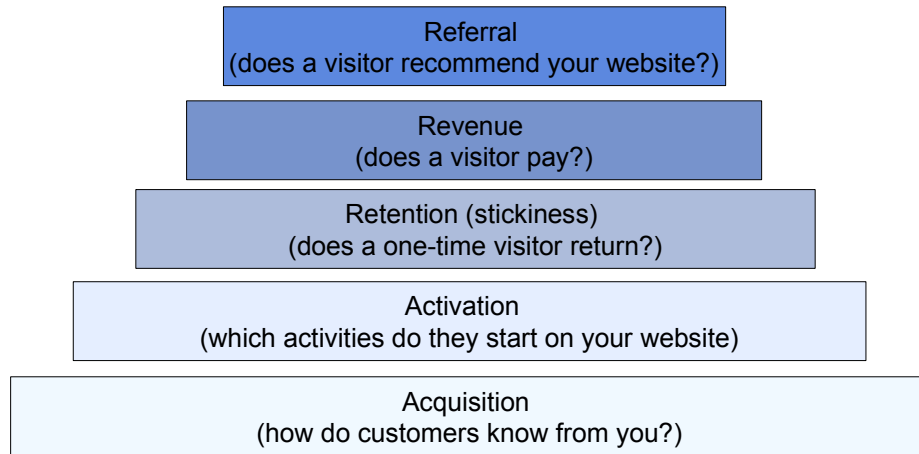 Referral
(does a visitor recommend your website?)
Revenue
(does a visitor pay?)
Retention (stickiness)
(does a one-time visitor return?)
Activation
(which activities do they start on your website)
Acquisition
(how do customers know from you?)